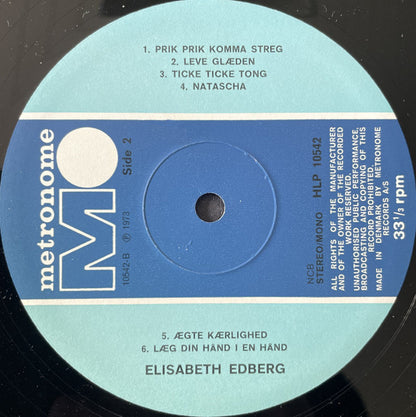 1. PRIK PRIK KOMMA STREG
2. LEVE GLÆDEN
3. TICKE TICKE TONG
4. NATASCHA
metronome
Side 2
10542-B ℗ 1973
NCB
STEREO/MONO HLP 10542
ALL RIGHTS OF THE MANUFACTURER
AND OF THE OWNER OF THE RECORDED
WORK RESERVED.
UNAUTHORISED PUBLIC PERFORMANCE,
BROADCASTING AND COPYING OF THIS
RECORD PROHIBITED.
MADE IN DENMARK BY METRONOME
RECORDS A/S
33⅓ rpm
5. ÆGTE KÆRLIGHED
6. LÆG DIN HÅND I EN HÅND
ELISABETH EDBERG